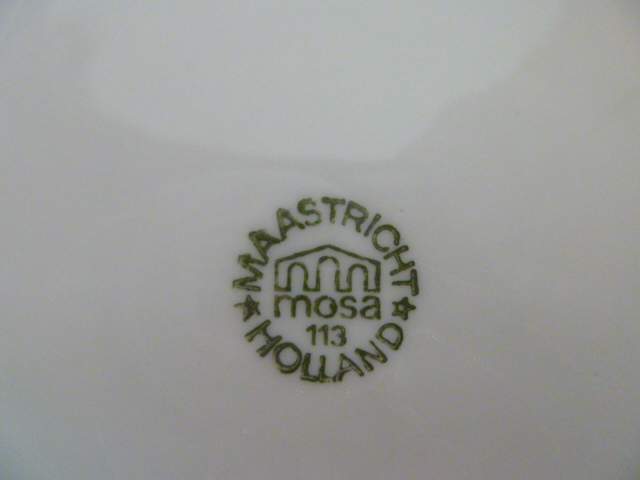 MAASTRICHT
mosa
113
HOLLAND